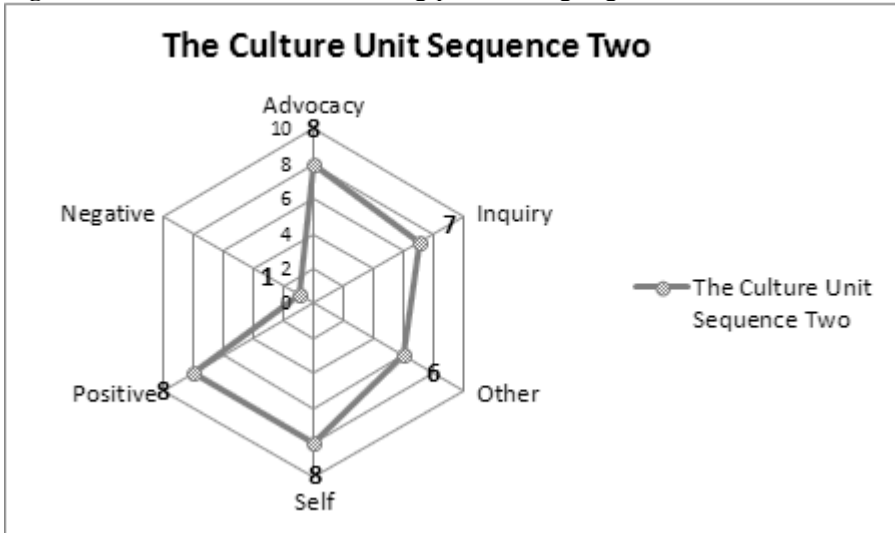 The Culture Unit Sequence Two
Advocacy
10
8
8
6
4
2
0
Negative
1
Inquiry
7
Positive
8
Other
6
8
Self
The Culture Unit
Sequence Two